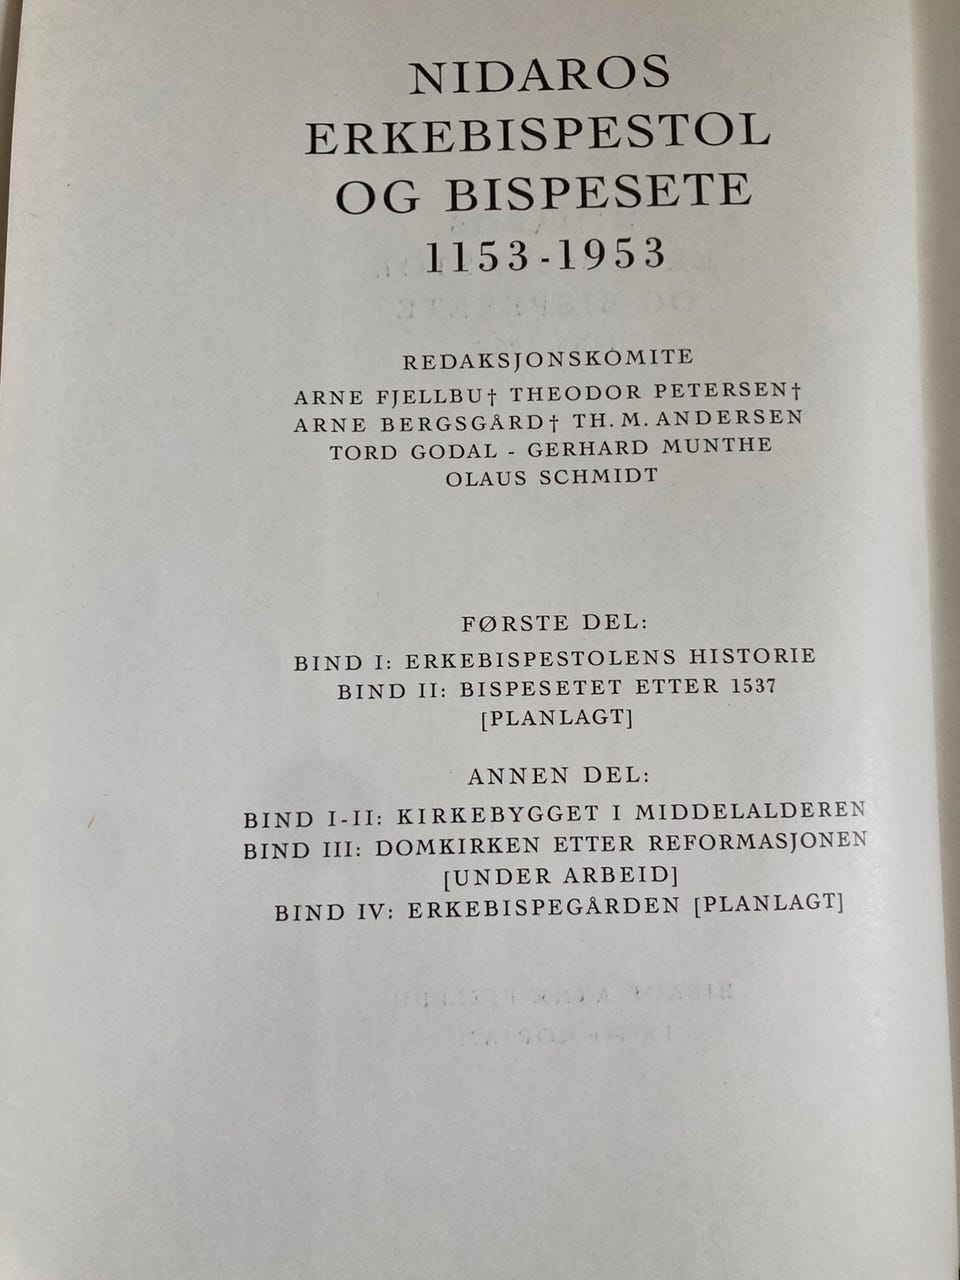 NIDAROS
ERKEBISPESTOL
OG BISPESETE
1153-1953
REDAKSJONSKOMITE
ARNE FJELLBU† THEODOR PETERSEN†
ARNE BERGSGÅRD† TH. M. ANDERSEN
TORD GODAL - GERHARD MUNTHE
OLAUS SCHMIDT
FØRSTE DEL:
BIND I: ERKEBISPESTOLENS HISTORIE
BIND II: BISPESETET ETTER 1537
[PLANLAGT]
ANNEN DEL:
BIND I-II: KIRKEBYGGET I MIDDELALDEREN
BIND III: DOMKIRKEN ETTER REFORMASJONEN
[UNDER ARBEID]
BIND IV: ERKEBISPEGÅRDEN [PLANLAGT]